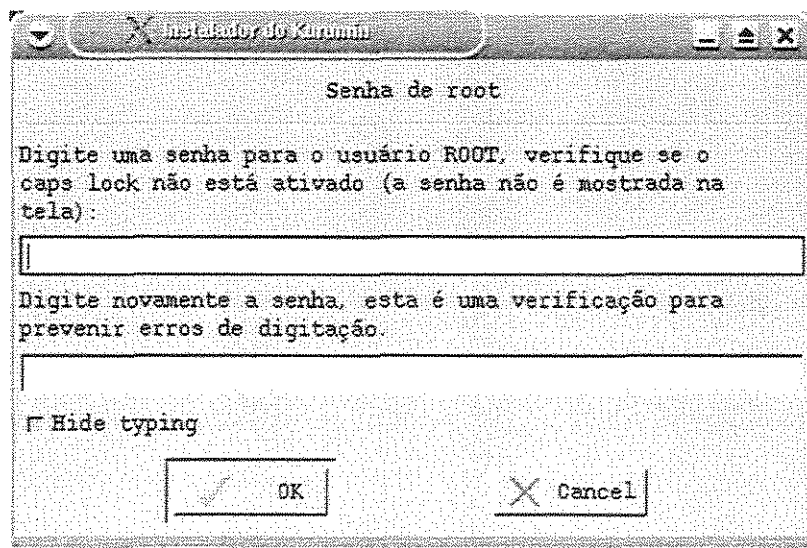 Instalador do Kurumin
Senha de root
Digite uma senha para o usuário ROOT, verifique se o
caps lock não está ativado (a senha não é mostrada na
tela):
Digite novamente a senha, esta é uma verificação para
prevenir erros de digitação.
Hide typing
OK
Cancel